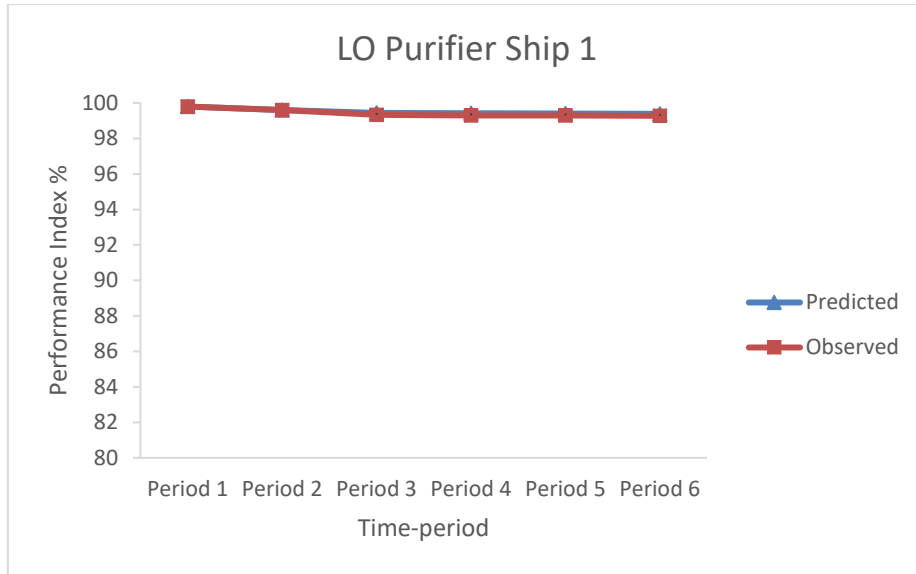 LO Purifier Ship 1
Performance Index %
100
98
96
94
92
90
88
86
84
82
80
Period 1 Period 2 Period 3 Period 4 Period 5 Period 6
Time-period
Predicted
Observed